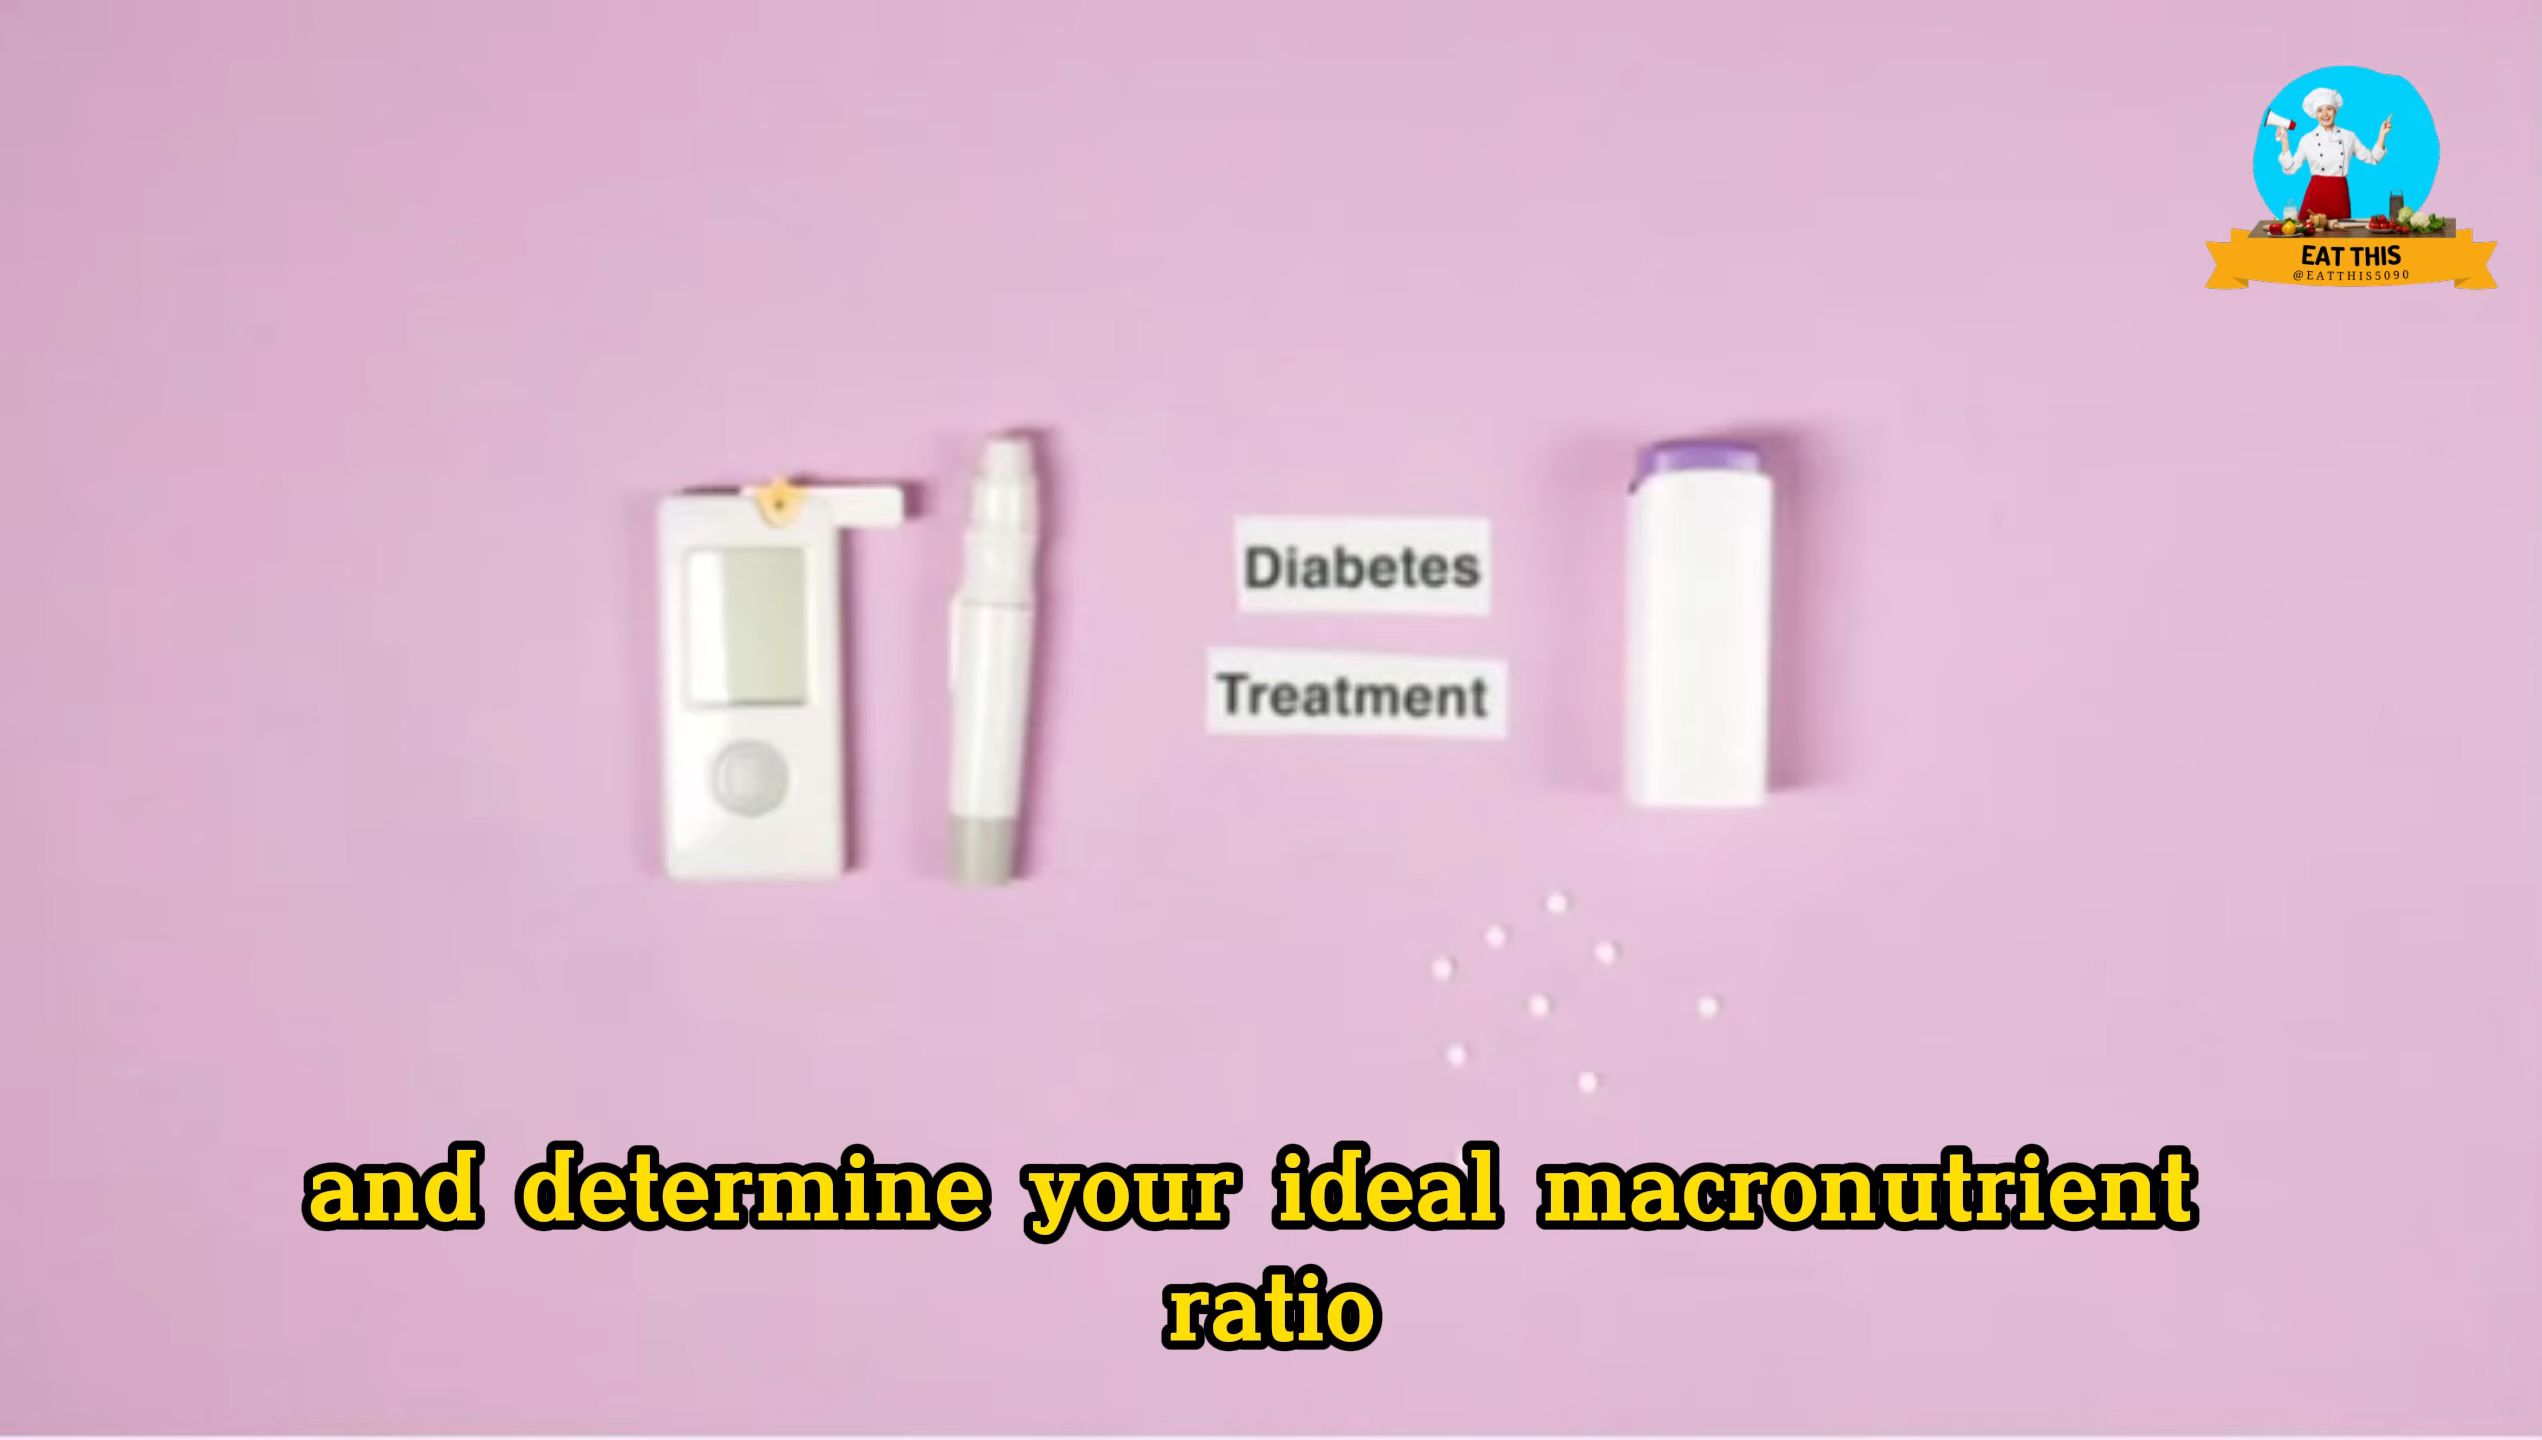 EAT THIS
@EATTHIS5090
Diabetes
Treatment
and determine your ideal macronutrient
ratio